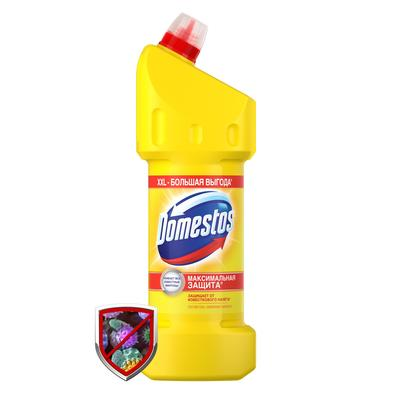 XXL - БОЛЬШАЯ ВЫГОДА*
Domestos
МАКСИМАЛЬНАЯ
ЗАЩИТА*
ЗАЩИЩАЕТ ОТ
ИЗВЕСТКОВОГО НАЛЕТА*